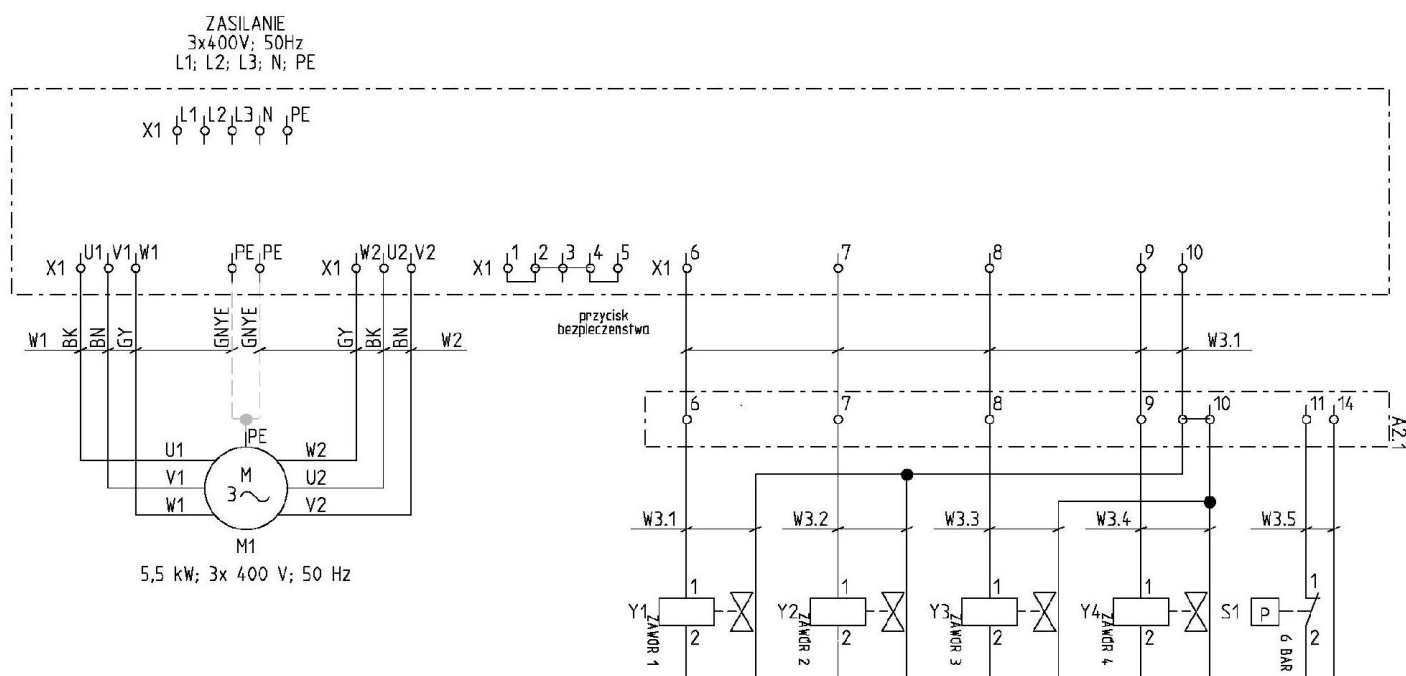 ZASILANIE
3x400V; 50Hz
L1; L2; L3; N; PE
X1 L1 L2 L3 N PE
X1 U1 V1 W1 PE PE X1 W2 U2 V2 X1 1 2 3 4 5 X1 6 7 8 9 10
przycisk
bezpieczenstwa
W1 BK BN GY GNYE GNYE GY BK BN W2 W3.1
6 7 8 9 10 11 14 A2.1
PE
U1 M W2
V1 3 U2
W1 V2
M1
5,5 kW; 3x 400 V; 50 Hz
W3.1 W3.2 W3.3 W3.4 W3.5
1 1 1 1 1
Y1 Y2 Y3 Y4 S1 P
2 2 2 2 2
ZAWÓR 1 ZAWÓR 2 ZAWÓR 3 ZAWÓR 4 6 BAR